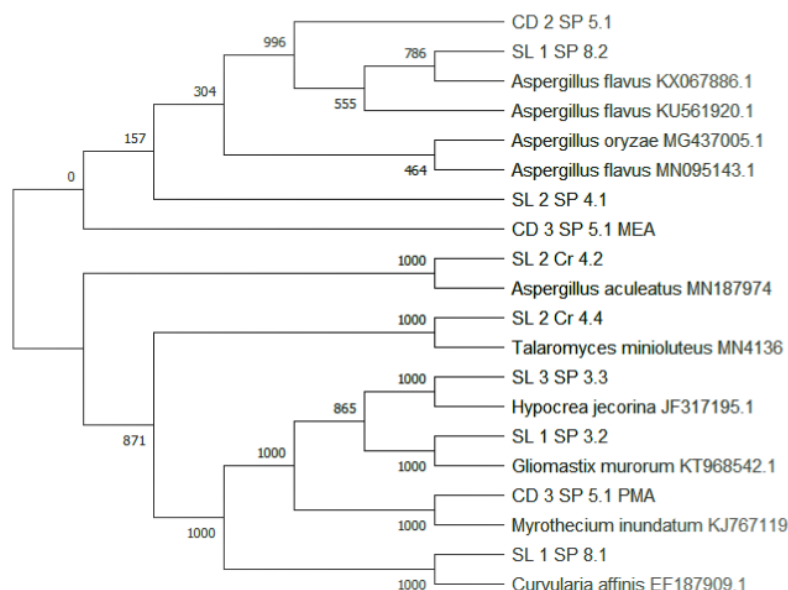 CD 2 SP 5.1
996
SL 1 SP 8.2
786
Aspergillus flavus KX067886.1
304
555
Aspergillus flavus KU561920.1
157
Aspergillus oryzae MG437005.1
464
Aspergillus flavus MN095143.1
0
SL 2 SP 4.1
CD 3 SP 5.1 MEA
1000
SL 2 Cr 4.2
Aspergillus aculeatus MN187974
1000
SL 2 Cr 4.4
Talaromyces minioluteus MN4136
1000
SL 3 SP 3.3
865
Hypocrea jecorina JF317195.1
871
SL 1 SP 3.2
1000
1000
Gliomastix murorum KT968542.1
CD 3 SP 5.1 PMA
1000
Myrothecium inundatum KJ767119
1000
SL 1 SP 8.1
1000
Curvularia affinis EF187909.1